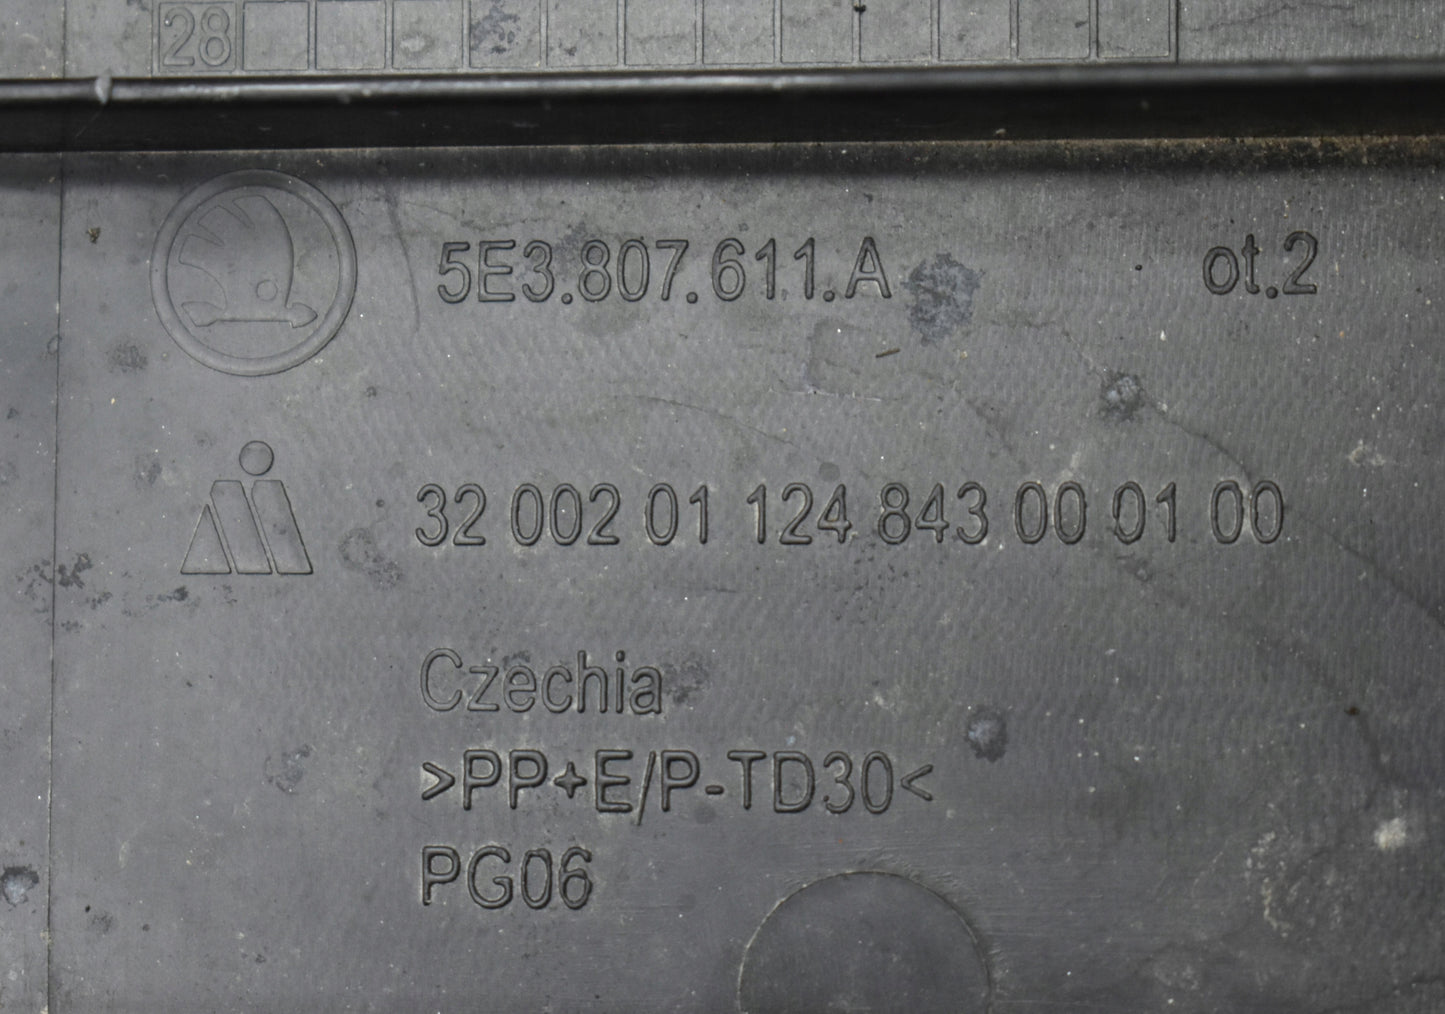 28
5E3.807.611.A ot.2
32 002 01 124 843 00 01 00
Czechia
>PP+E/P-TD30<
PG06